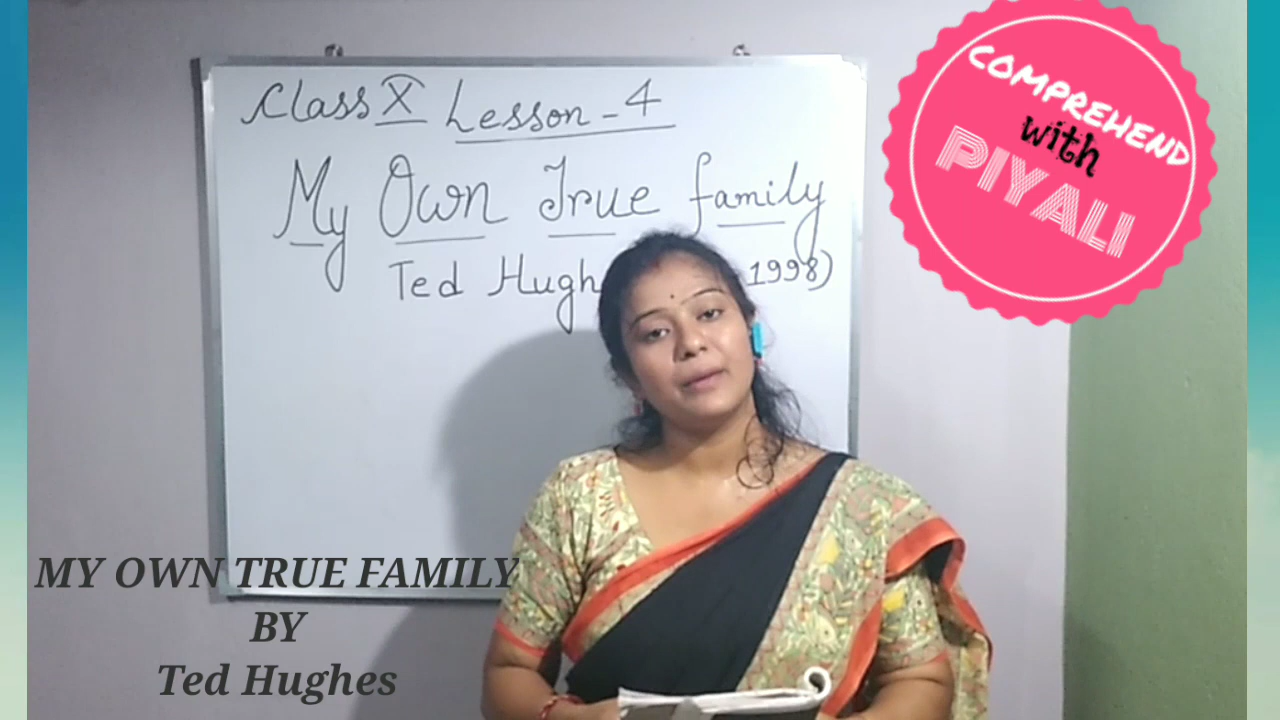 Class X Lesson - 4
My Own True family
Ted Hugh
1998)
COMPREHEND
with
PIYALI
MY OWN TRUE FAMILY
BY
Ted Hughes